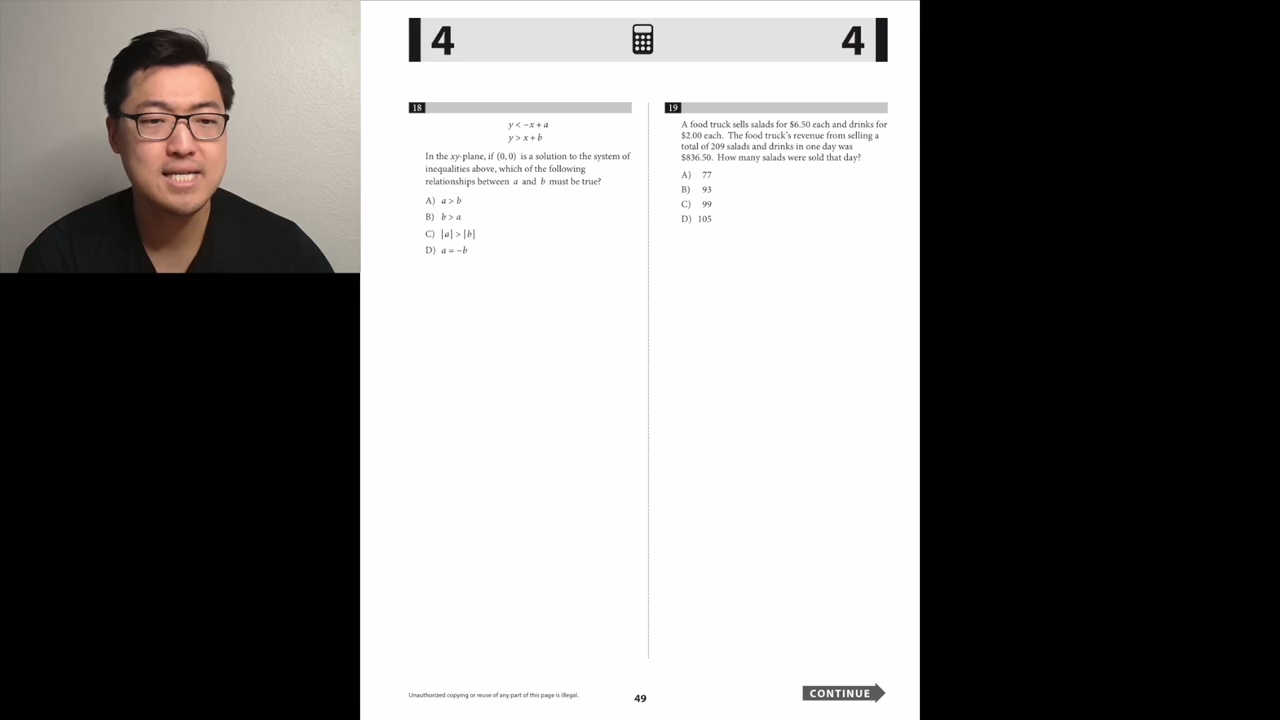 4
4
18
y < −x + a
y > x + b
In the xy-plane, if (0, 0) is a solution to the system of
inequalities above, which of the following
relationships between a and b must be true?
A) a > b
B) b > a
C) |a| > |b|
D) a = −b
19
A food truck sells salads for $6.50 each and drinks for
$2.00 each. The food truck's revenue from selling a
total of 209 salads and drinks in one day was
$836.50. How many salads were sold that day?
A) 77
B) 93
C) 99
D) 105
Unauthorized copying or reuse of any part of this page is illegal.
49
CONTINUE